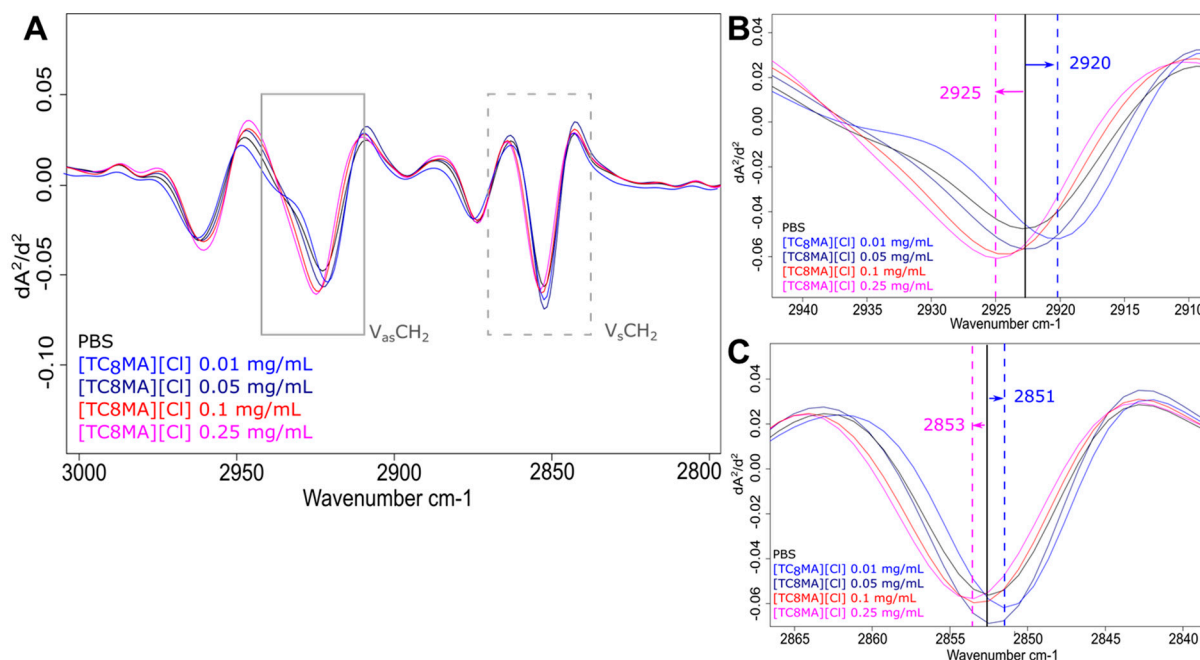 A
dA²/d²
0.05
0.00
-0.05
-0.10
VasCH₂
VsCH₂
PBS
[TC8MA][Cl] 0.01 mg/mL
[TC8MA][Cl] 0.05 mg/mL
[TC8MA][Cl] 0.1 mg/mL
[TC8MA][Cl] 0.25 mg/mL
3000 2950 2900 2850 2800
Wavenumber cm-1
B
dA²/d²
0.04
0.02
0.00
-0.02
-0.04
-0.06
2920
2925
PBS
[TC8MA][Cl] 0.01 mg/mL
[TC8MA][Cl] 0.05 mg/mL
[TC8MA][Cl] 0.1 mg/mL
[TC8MA][Cl] 0.25 mg/mL
2940 2935 2930 2925 2920 2915 2910
Wavenumber cm-1
C
dA²/d²
0.04
0.02
0.00
-0.02
-0.04
-0.06
2851
2853
PBS
[TC8MA][Cl] 0.01 mg/mL
[TC8MA][Cl] 0.05 mg/mL
[TC8MA][Cl] 0.1 mg/mL
[TC8MA][Cl] 0.25 mg/mL
2865 2860 2855 2850 2845 2840
Wavenumber cm-1